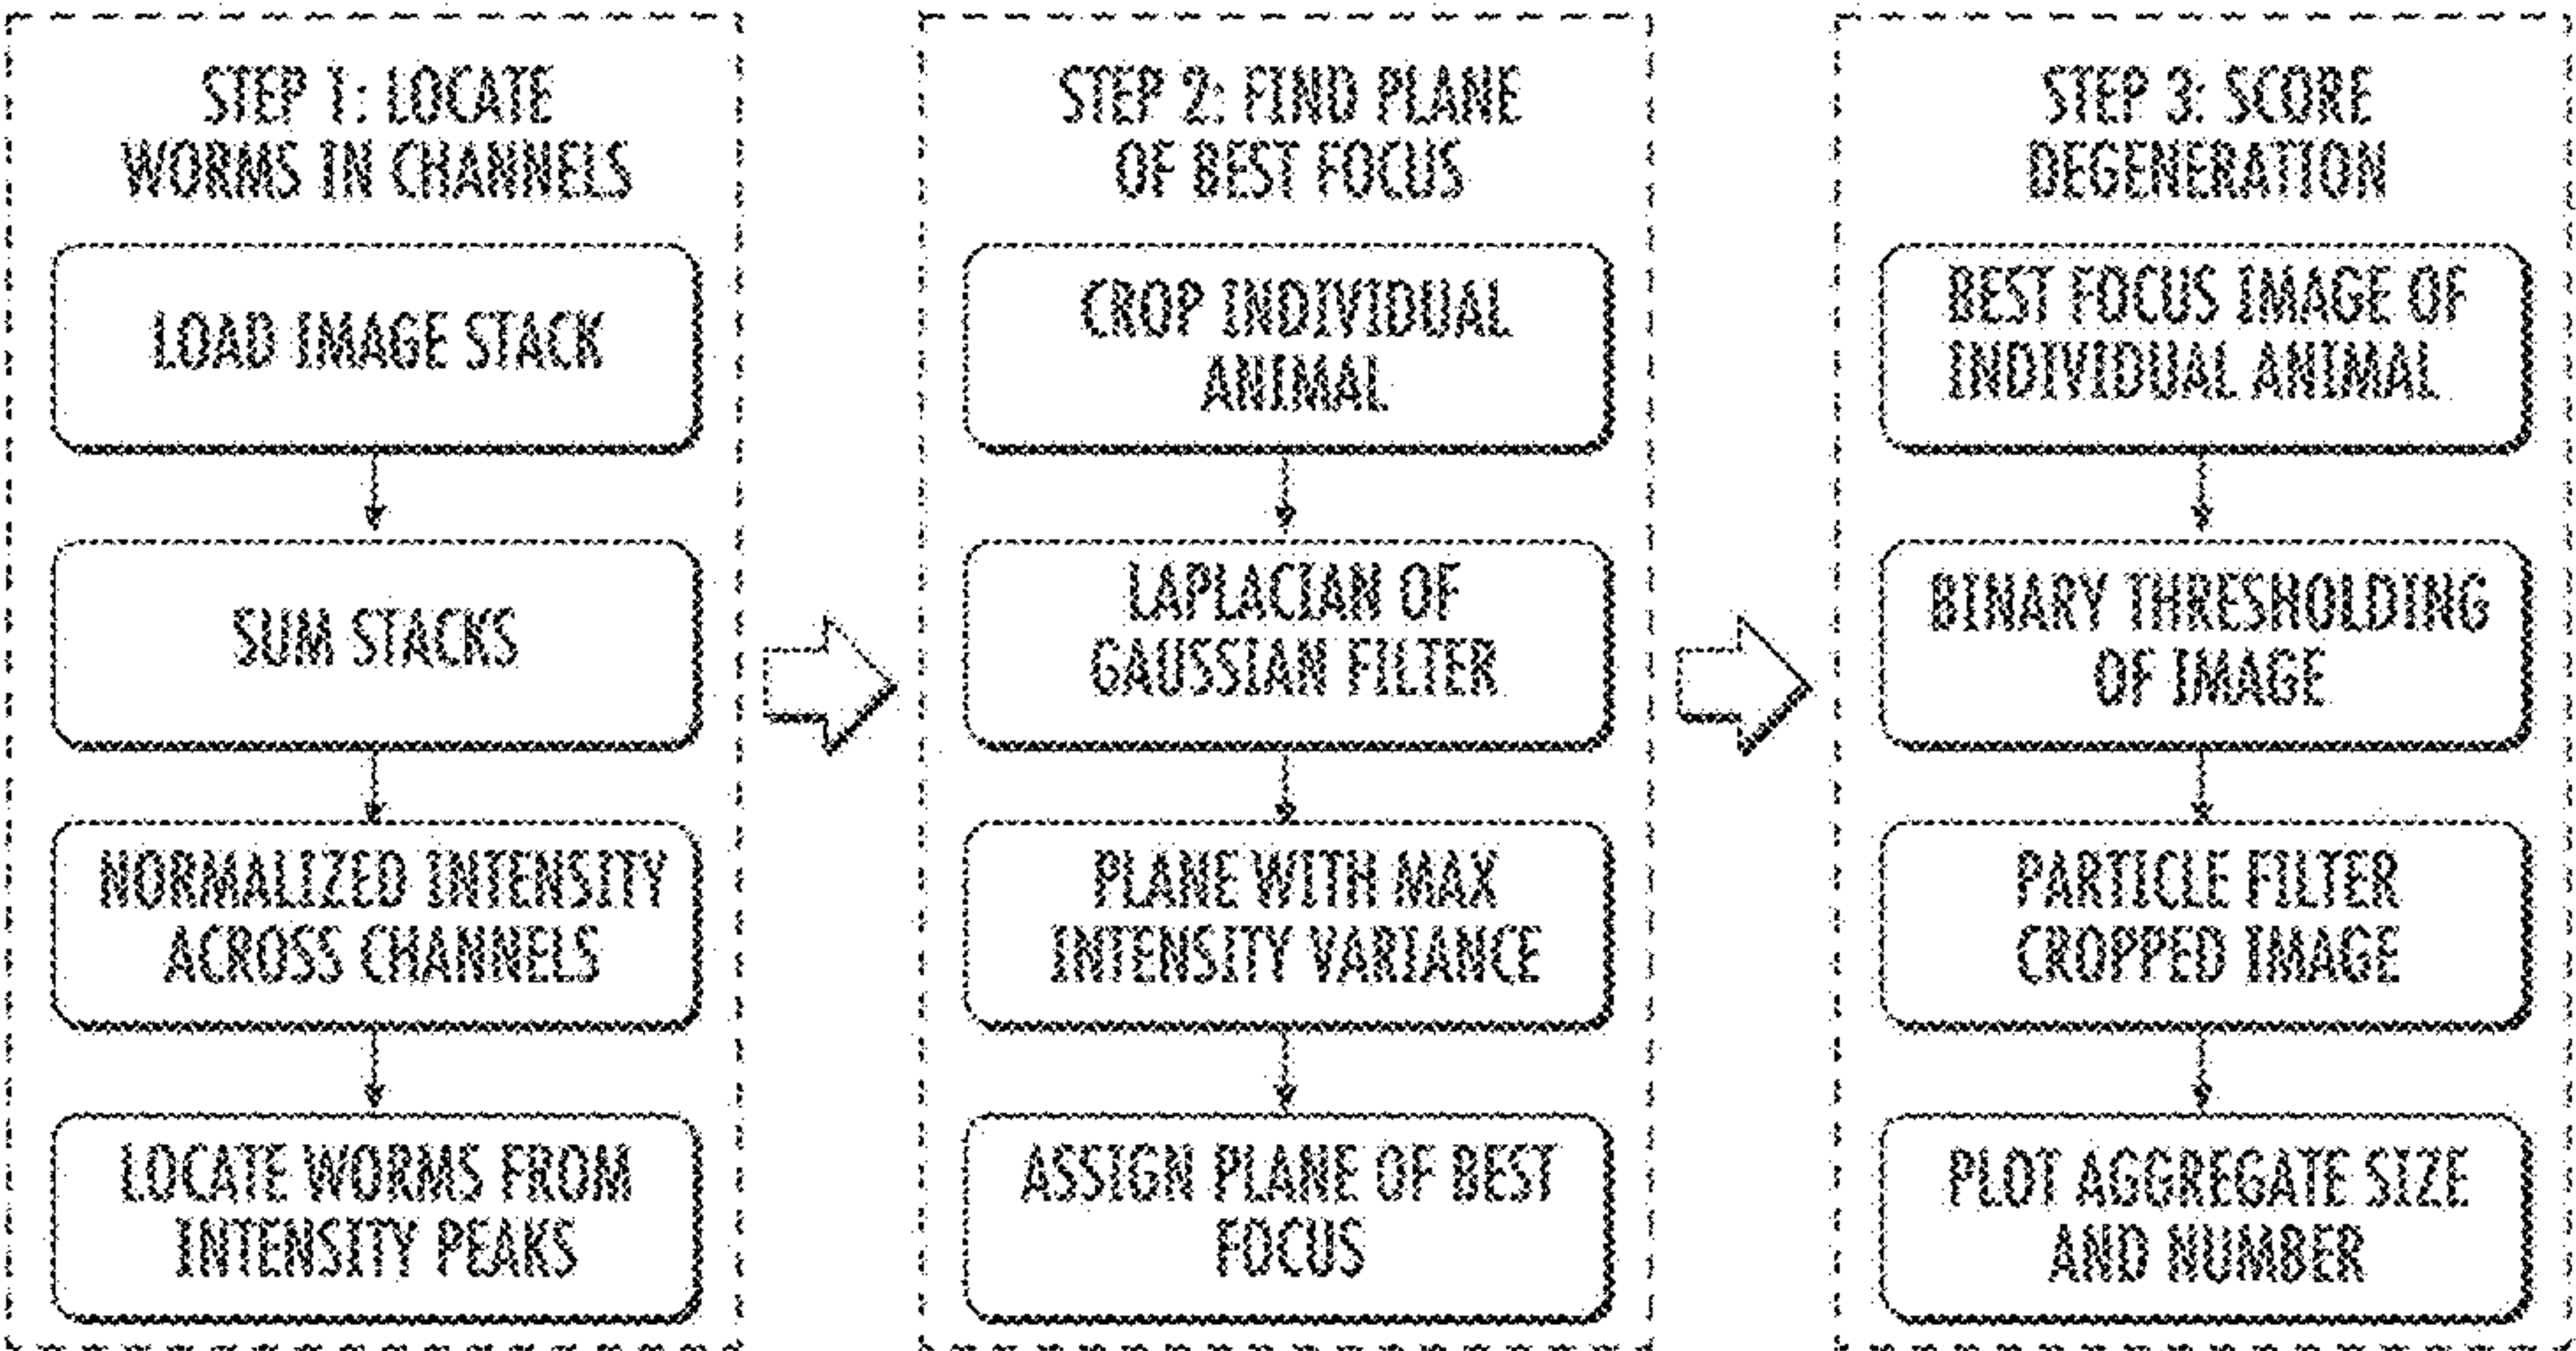 STEP 1: LOCATE
WORMS IN CHANNELS
LOAD IMAGE STACK
SUM STACKS
NORMALIZED INTENSITY
ACROSS CHANNELS
LOCATE WORMS FROM
INTENSITY PEAKS
STEP 2: FIND PLANE
OF BEST FOCUS
CROP INDIVIDUAL
ANIMAL
LAPLACIAN OF
GAUSSIAN FILTER
PLANE WITH MAX
INTENSITY VARIANCE
ASSIGN PLANE OF BEST
FOCUS
STEP 3: SCORE
DEGENERATION
BEST FOCUS IMAGE OF
INDIVIDUAL ANIMAL
BINARY THRESHOLDING
OF IMAGE
PARTICLE FILTER
CROPPED IMAGE
PLOT AGGREGATE SIZE
AND NUMBER